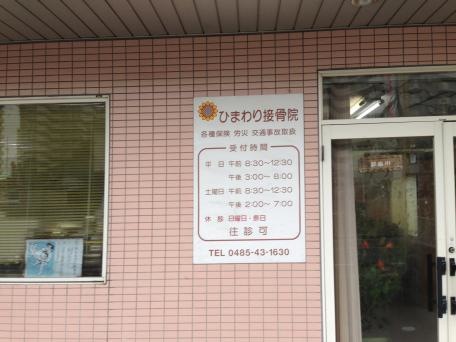 ひまわり接骨院
各種保険 労災 交通事故取扱
受付時間
平 日 午前 8:30〜12:30
午後 3:00〜 8:00
土曜日 午前 8:30〜12:30
午後 2:00〜 7:00
休 診 日曜日・祭日
往診可
TEL 0485-43-1630